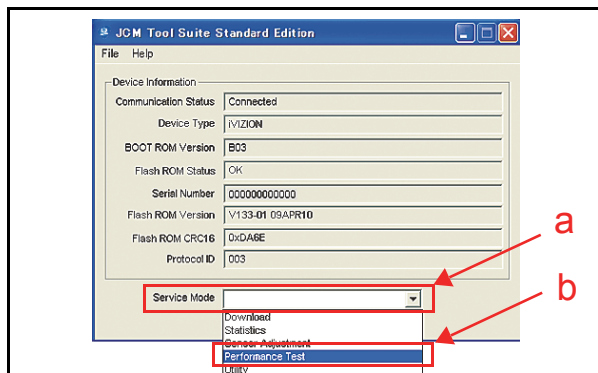 JCM Tool Suite Standard Edition
File Help
Device Information
Communication Status Connected
Device Type iVIZION
BOOT ROM Version B03
Flash ROM Status OK
Serial Number 000000000000
Flash ROM Version V133-01 09APR10
Flash ROM CRC16 0xDA6E
Protocol ID 003
a
Service Mode
b
Download
Statistics
Sensor Adjustment
Performance Test
Utility